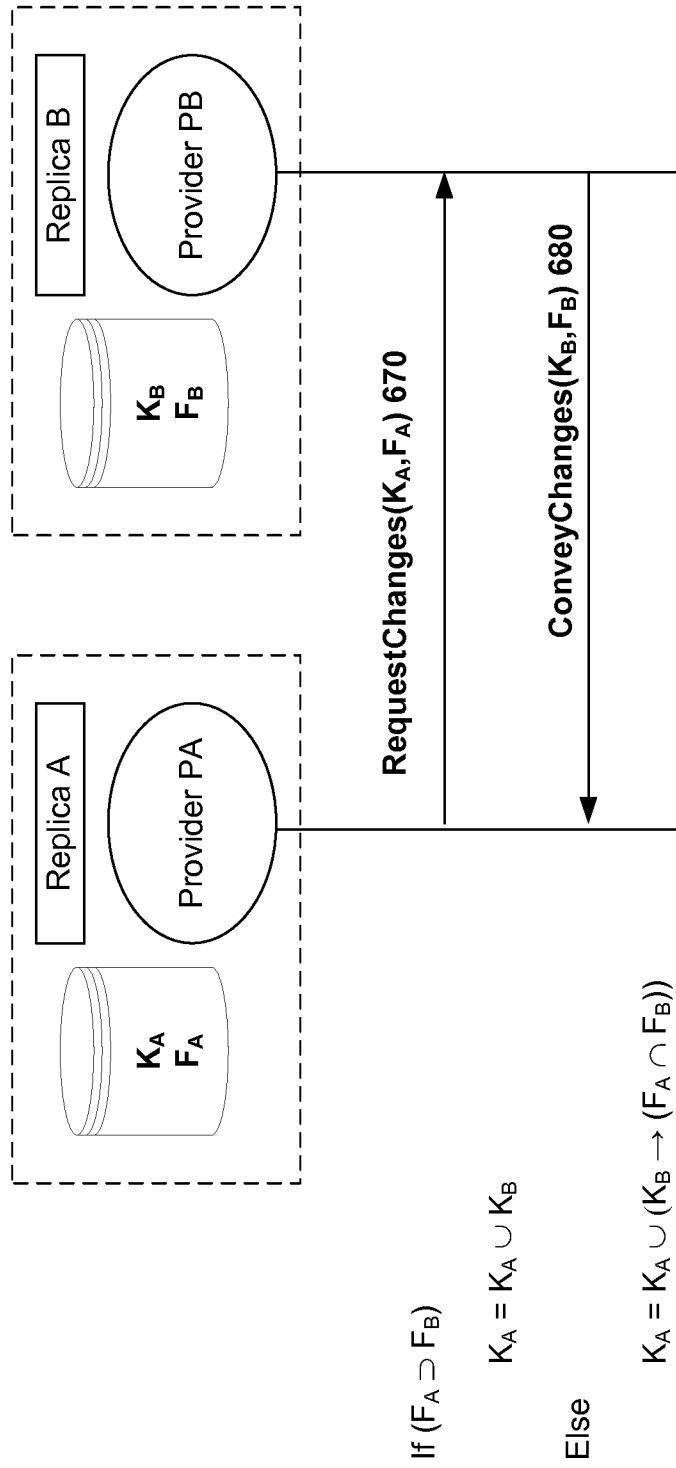 Replica A
Provider PA
K_A
F_A
Replica B
Provider PB
K_B
F_B
RequestChanges(K_A,F_A) 670
ConveyChanges(K_B,F_B) 680
If (F_A ⊃ F_B)
K_A = K_A ∪ K_B
Else
K_A = K_A ∪ (K_B → (F_A ∩ F_B))